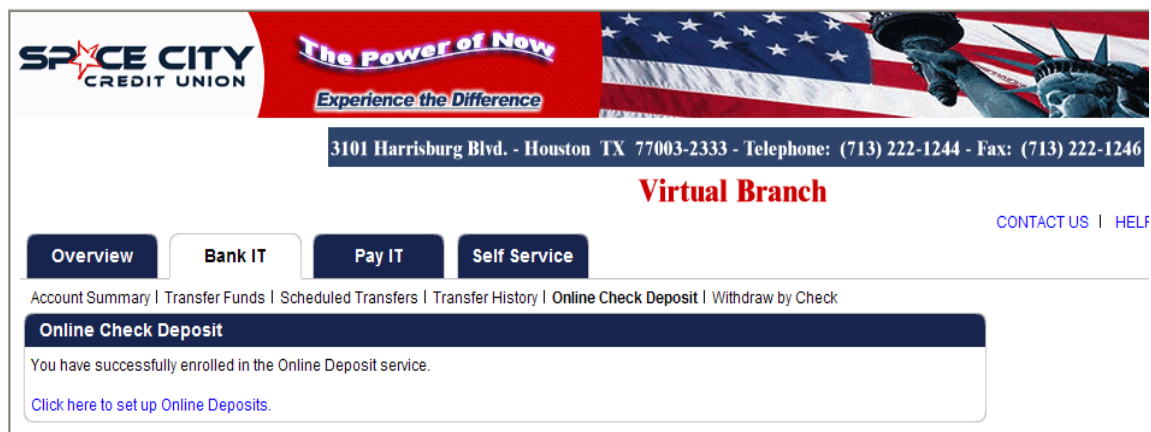 SPACE CITY
CREDIT UNION
The Power of Now
Experience the Difference
3101 Harrisburg Blvd. - Houston TX 77003-2333 - Telephone: (713) 222-1244 - Fax: (713) 222-1246
Virtual Branch
CONTACT US | HELP
Overview Bank IT Pay IT Self Service
Account Summary | Transfer Funds | Scheduled Transfers | Transfer History | Online Check Deposit | Withdraw by Check
Online Check Deposit
You have successfully enrolled in the Online Deposit service.
Click here to set up Online Deposits.